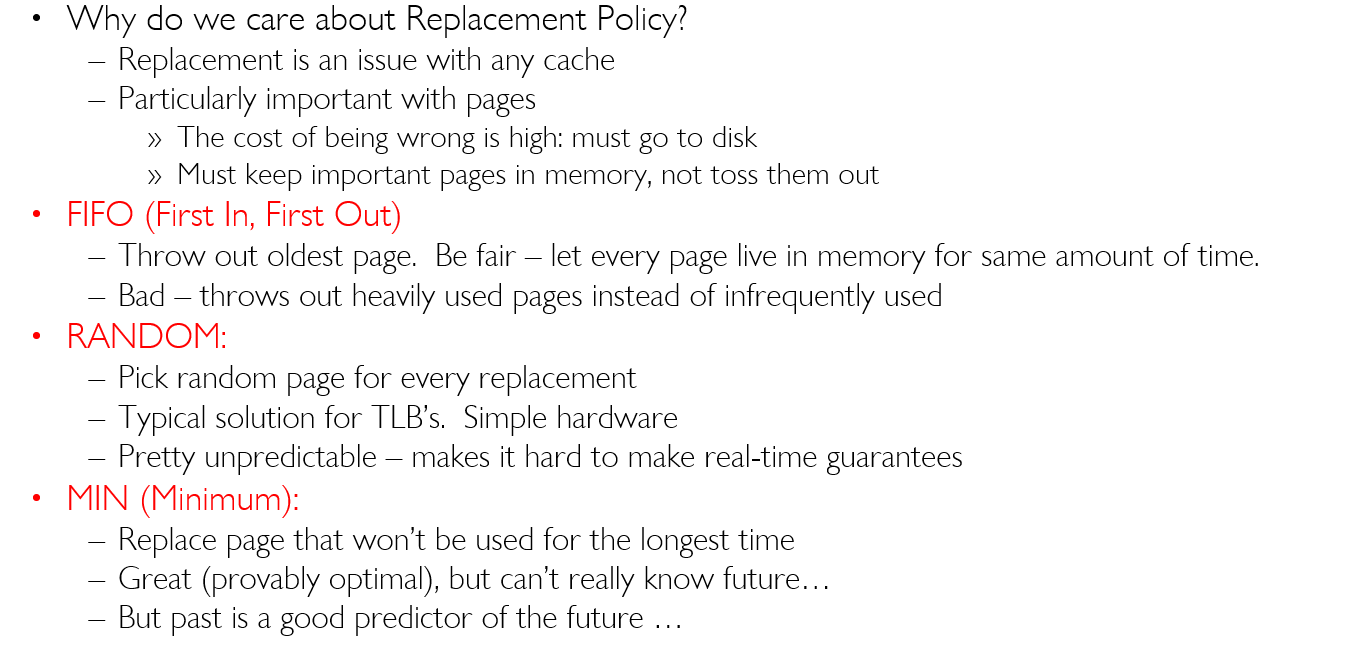 • Why do we care about Replacement Policy?
– Replacement is an issue with any cache
– Particularly important with pages
» The cost of being wrong is high: must go to disk
» Must keep important pages in memory, not toss them out
• FIFO (First In, First Out)
– Throw out oldest page.  Be fair – let every page live in memory for same amount of time.
– Bad – throws out heavily used pages instead of infrequently used
• RANDOM:
– Pick random page for every replacement
– Typical solution for TLB’s.  Simple hardware
– Pretty unpredictable – makes it hard to make real-time guarantees
• MIN (Minimum):
– Replace page that won’t be used for the longest time
– Great (provably optimal), but can’t really know future…
– But past is a good predictor of the future …